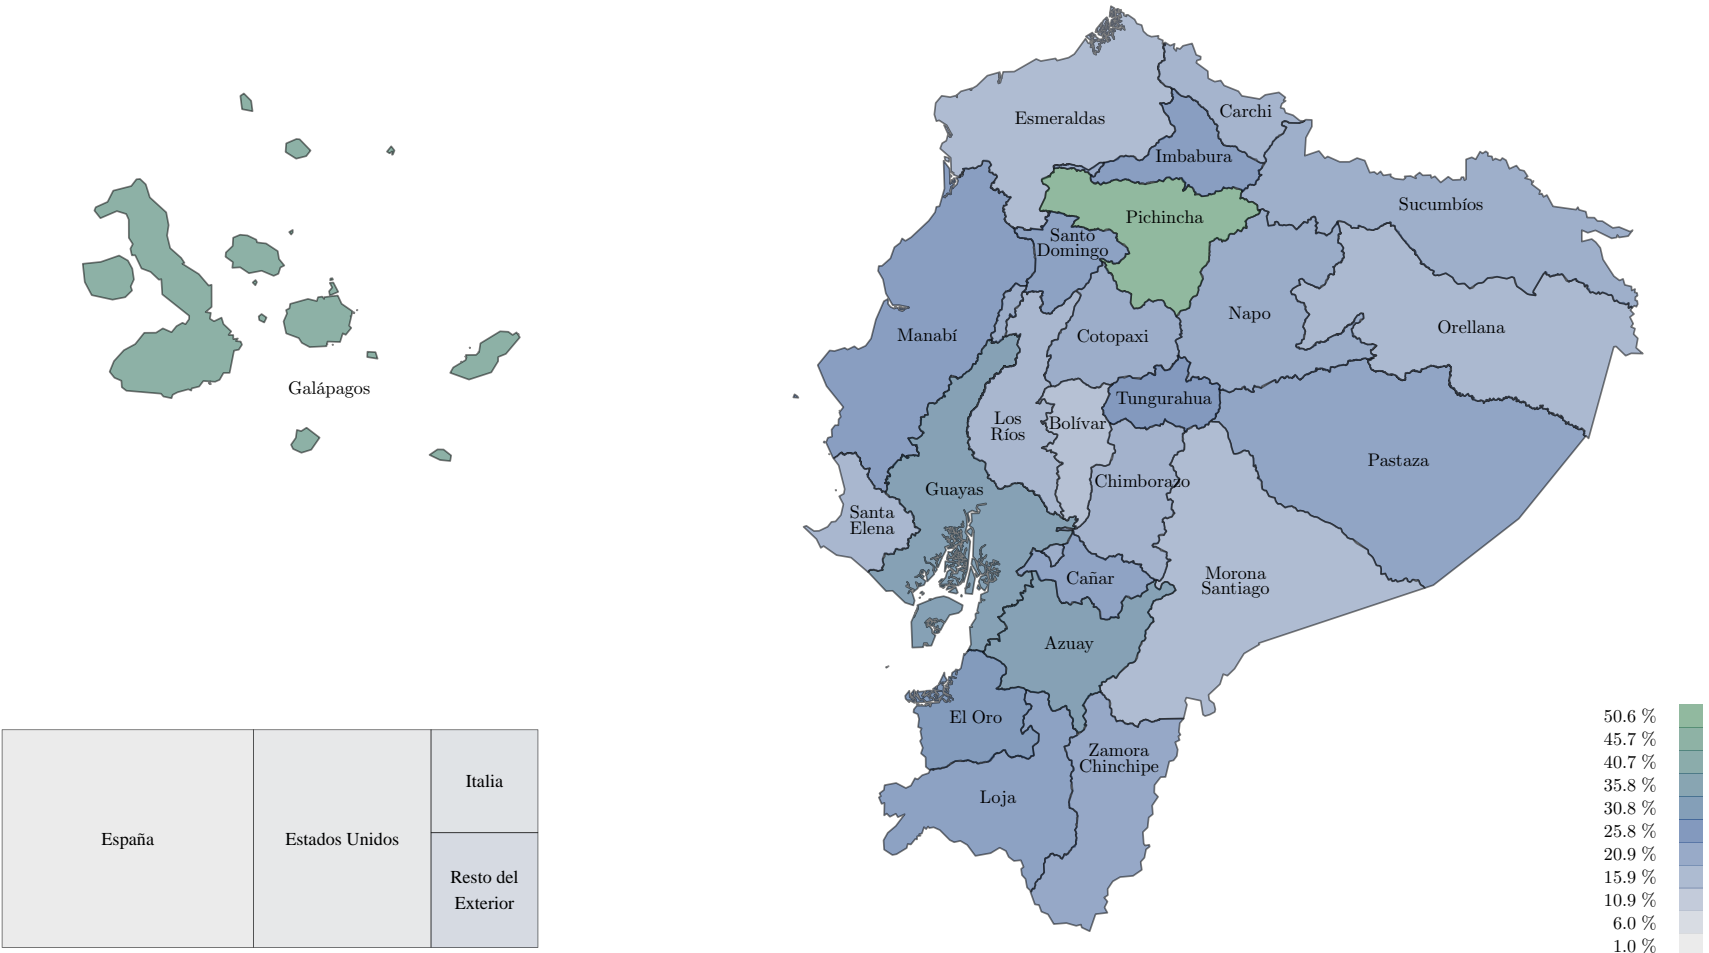 Esmeraldas
Carchi
Imbabura
Sucumbíos
Pichincha
Santo
Domingo
Napo
Orellana
Manabí
Cotopaxi
Galápagos
Tungurahua
Los
Ríos
Bolívar
Pastaza
Chimborazo
Guayas
Santa
Elena
Cañar
Morona
Santiago
Azuay
El Oro
Zamora
Chinchipe
Loja
España
Estados Unidos
Italia
Resto del
Exterior
50.6 %
45.7 %
40.7 %
35.8 %
30.8 %
25.8 %
20.9 %
15.9 %
10.9 %
6.0 %
1.0 %